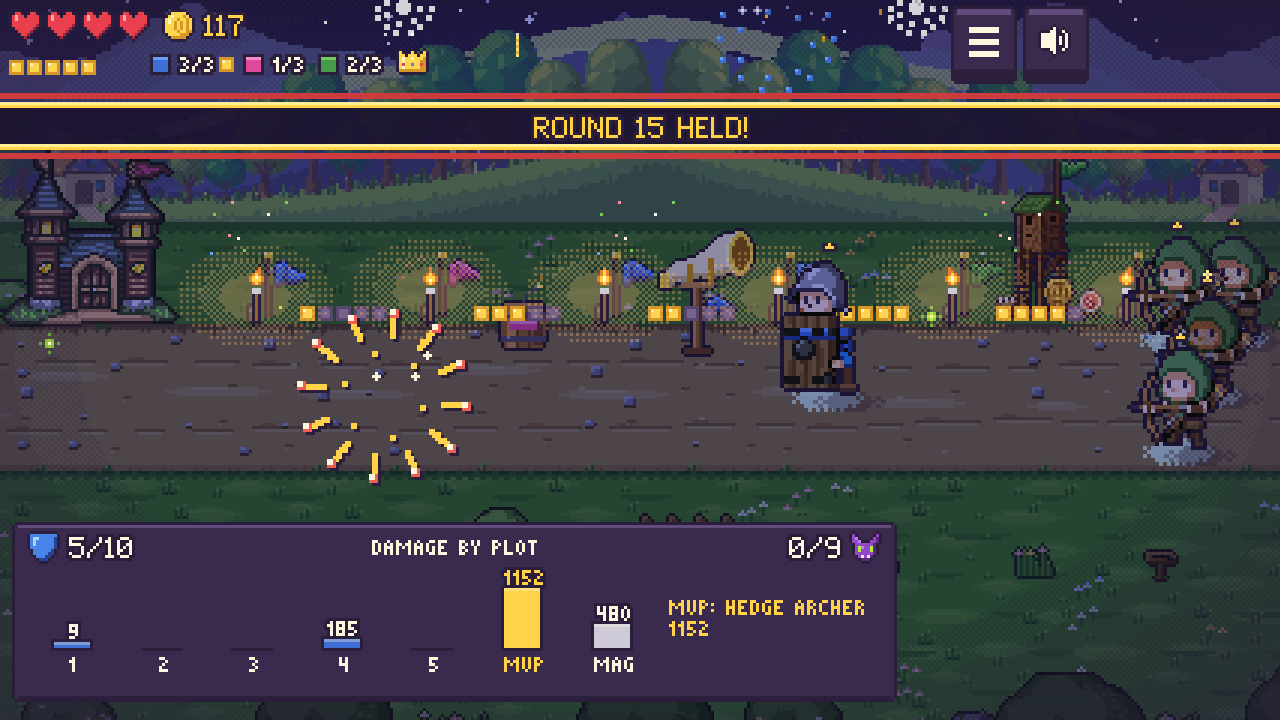 117
3/3 1/3 2/3
ROUND 15 HELD!
5/10 DAMAGE BY PLOT 0/9
1152
9 185 480
MVP: HEDGE ARCHER
1152
1 2 3 4 5 MVP MAG